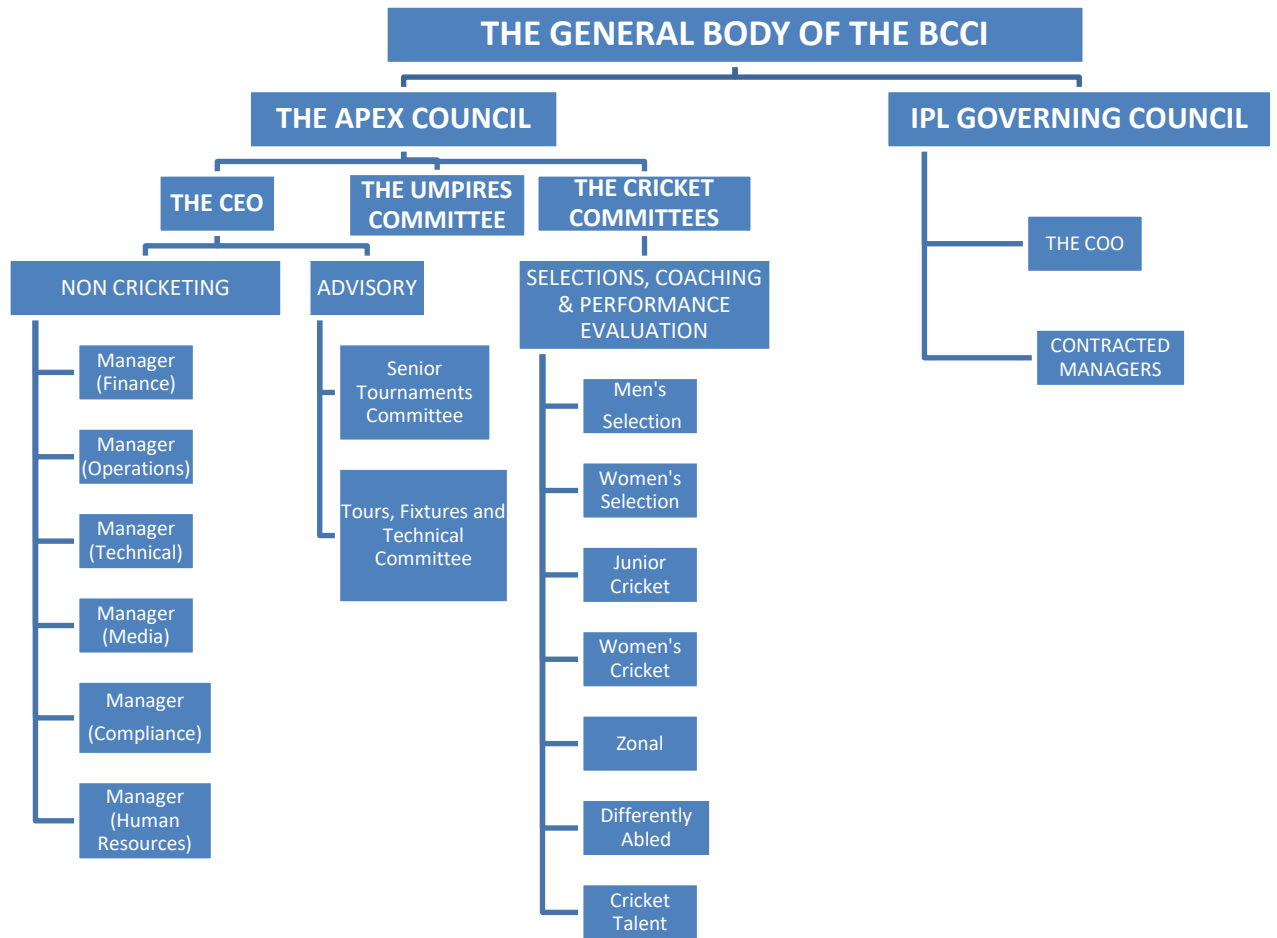 THE GENERAL BODY OF THE BCCI
THE APEX COUNCIL
IPL GOVERNING COUNCIL
THE CEO
THE UMPIRES
COMMITTEE
THE CRICKET
COMMITTEES
THE COO
CONTRACTED
MANAGERS
NON CRICKETING
ADVISORY
SELECTIONS, COACHING
& PERFORMANCE
EVALUATION
Manager
(Finance)
Manager
(Operations)
Manager
(Technical)
Manager
(Media)
Manager
(Compliance)
Manager
(Human
Resources)
Senior
Tournaments
Committee
Tours, Fixtures and
Technical
Committee
Men's
Selection
Women's
Selection
Junior
Cricket
Women's
Cricket
Zonal
Differently
Abled
Cricket
Talent